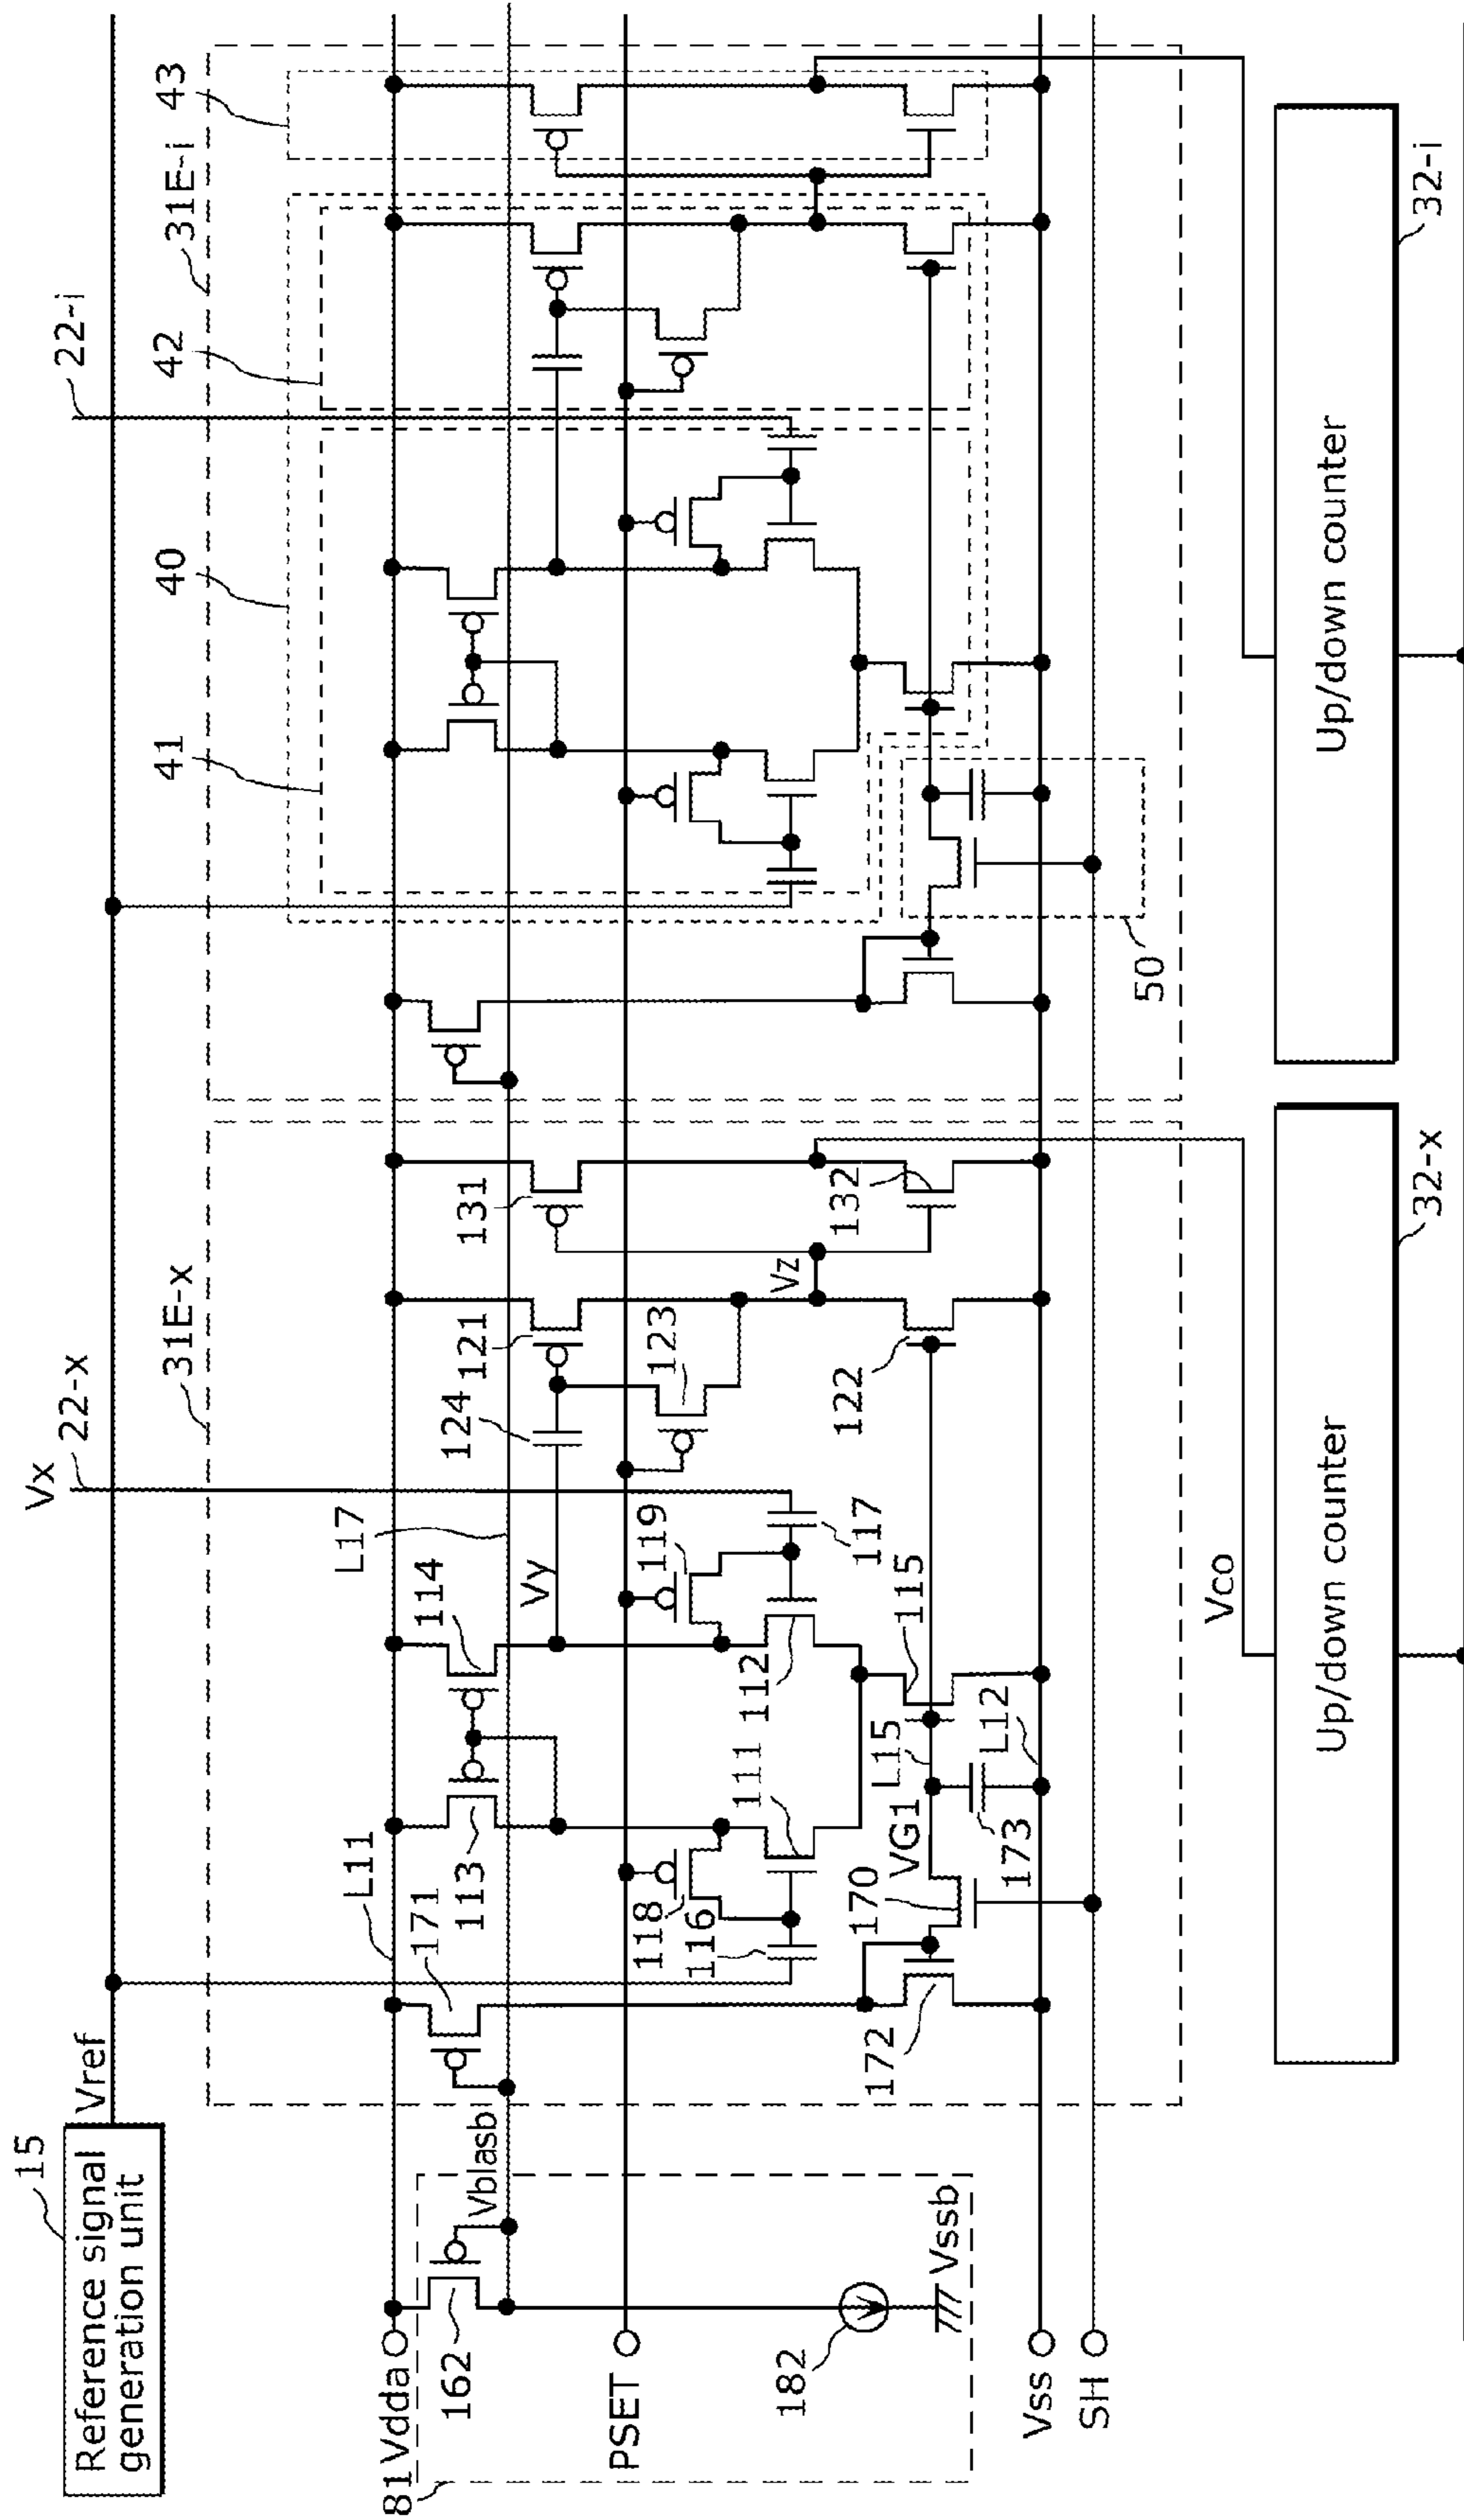 15
Reference signal
generation unit
Vref
Vx
22-x
22-i
31E-x
31E-i
40
41
42
43
81
Vdda
162
Vbiasb
182
Vssb
PSET
Vss
SH
L11
171
113
114
L17
Vy
124
121
123
131
Vz
118
116
119
117
111
112
115
122
132
172
170
VG1
173
L15
L12
50
Vco
Up/down counter
32-x
Up/down counter
32-i